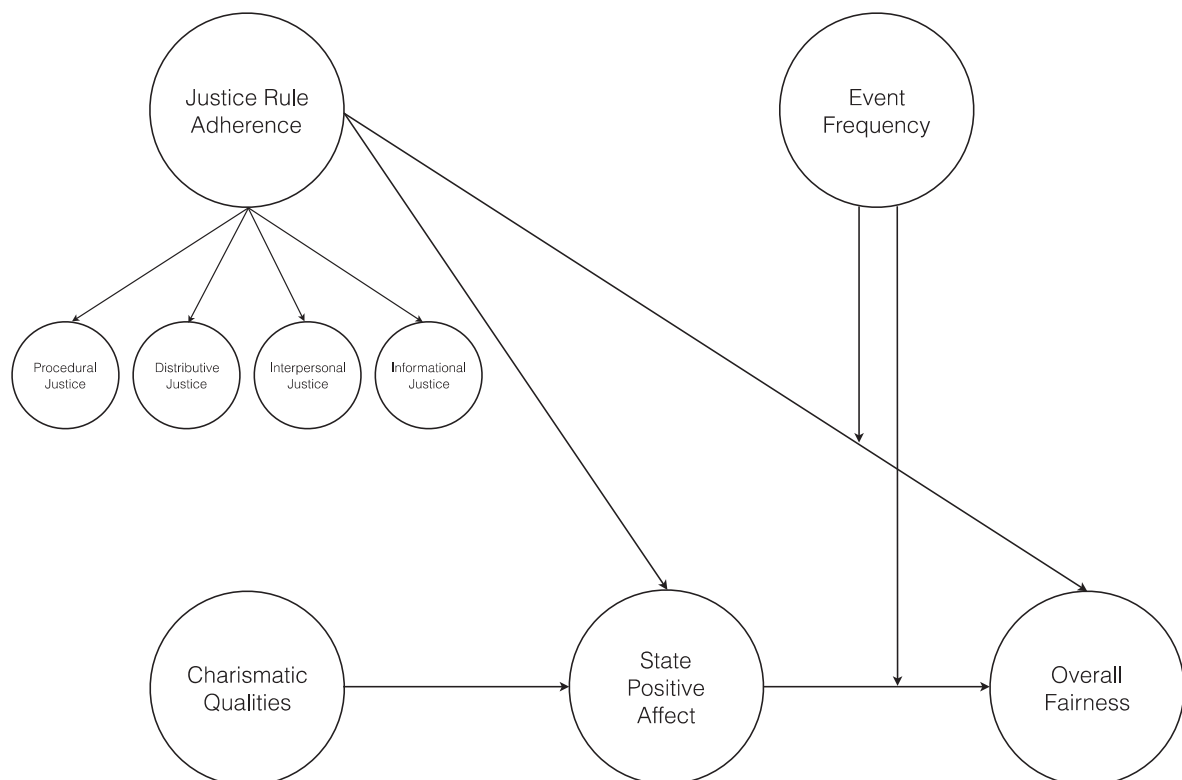 Justice Rule
Adherence
Event
Frequency
Procedural
Justice
Distributive
Justice
Interpersonal
Justice
Informational
Justice
Charismatic
Qualities
State
Positive
Affect
Overall
Fairness